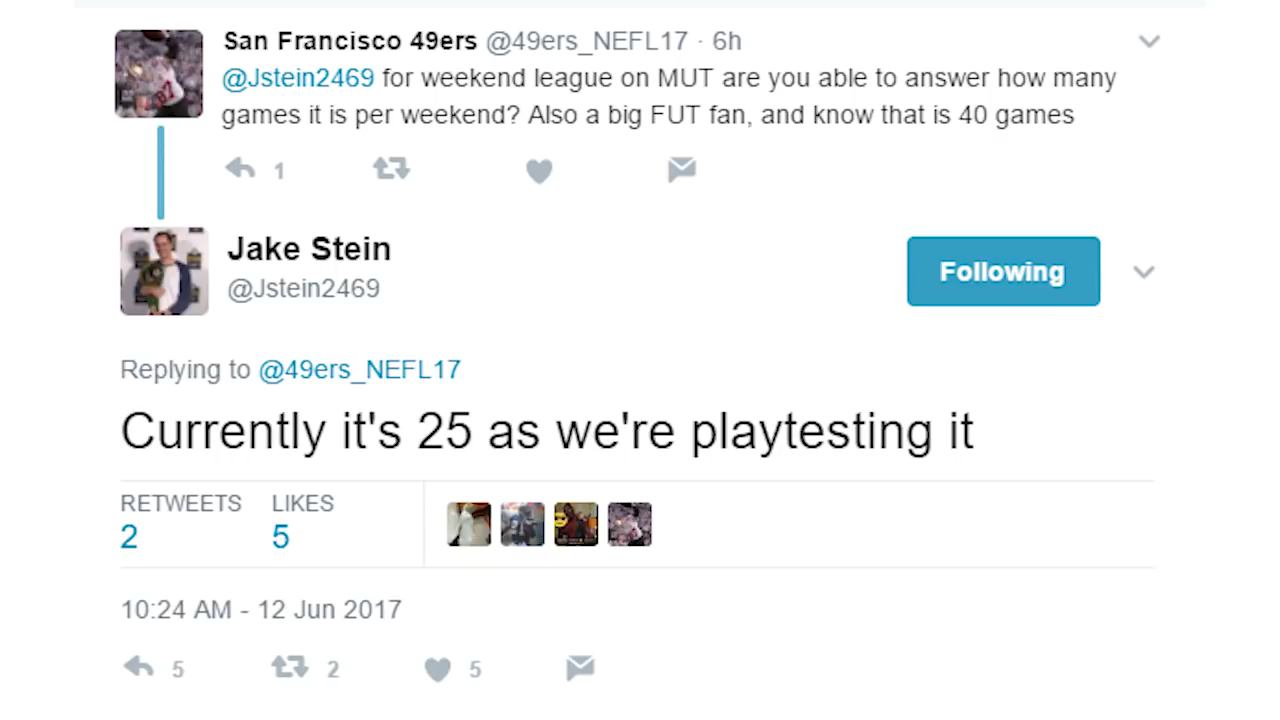 San Francisco 49ers @49ers_NEFL17 · 6h
@Jstein2469 for weekend league on MUT are you able to answer how many
games it is per weekend? Also a big FUT fan, and know that is 40 games
1
Jake Stein
@Jstein2469
Following
Replying to @49ers_NEFL17
Currently it's 25 as we're playtesting it
RETWEETS LIKES
2 5
10:24 AM - 12 Jun 2017
5 2 5